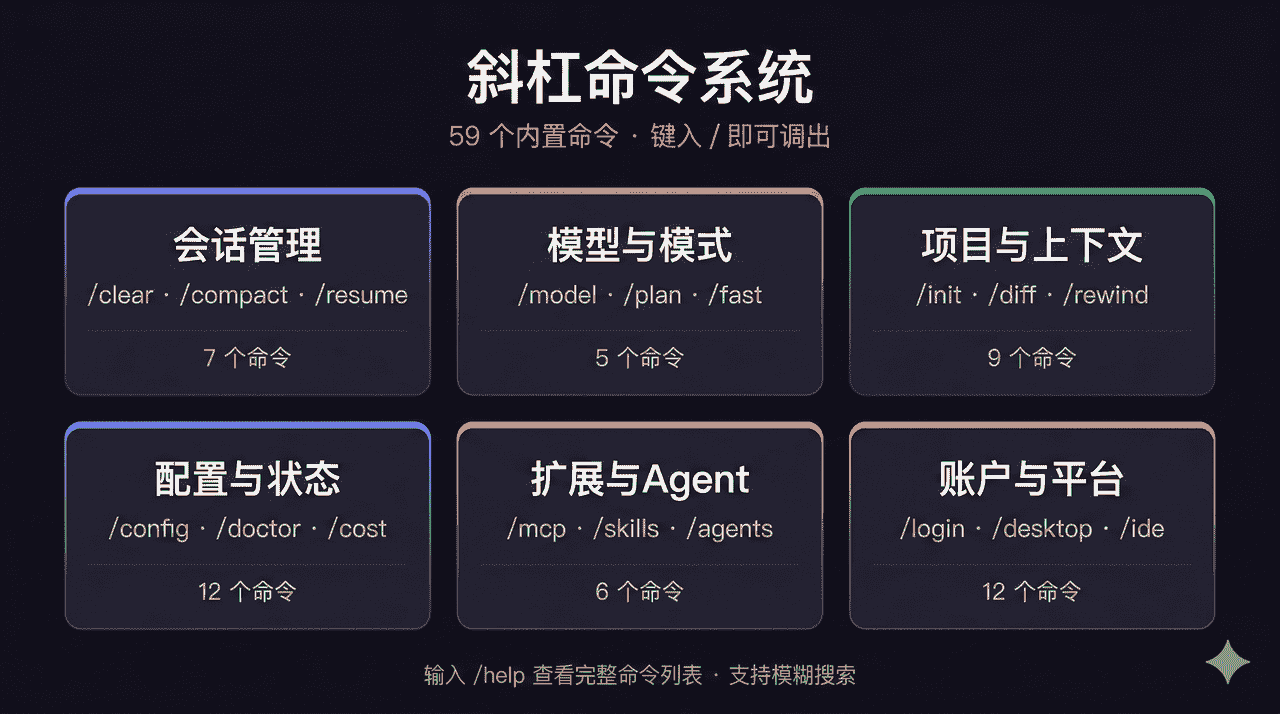 斜杠命令系统
59 个内置命令 · 键入 / 即可调出
会话管理
/clear · /compact · /resume
7 个命令
模型与模式
/model · /plan · /fast
5 个命令
项目与上下文
/init · /diff · /rewind
9 个命令
配置与状态
/config · /doctor · /cost
12 个命令
扩展与Agent
/mcp · /skills · /agents
6 个命令
账户与平台
/login · /desktop · /ide
12 个命令
输入 /help 查看完整命令列表 · 支持模糊搜索